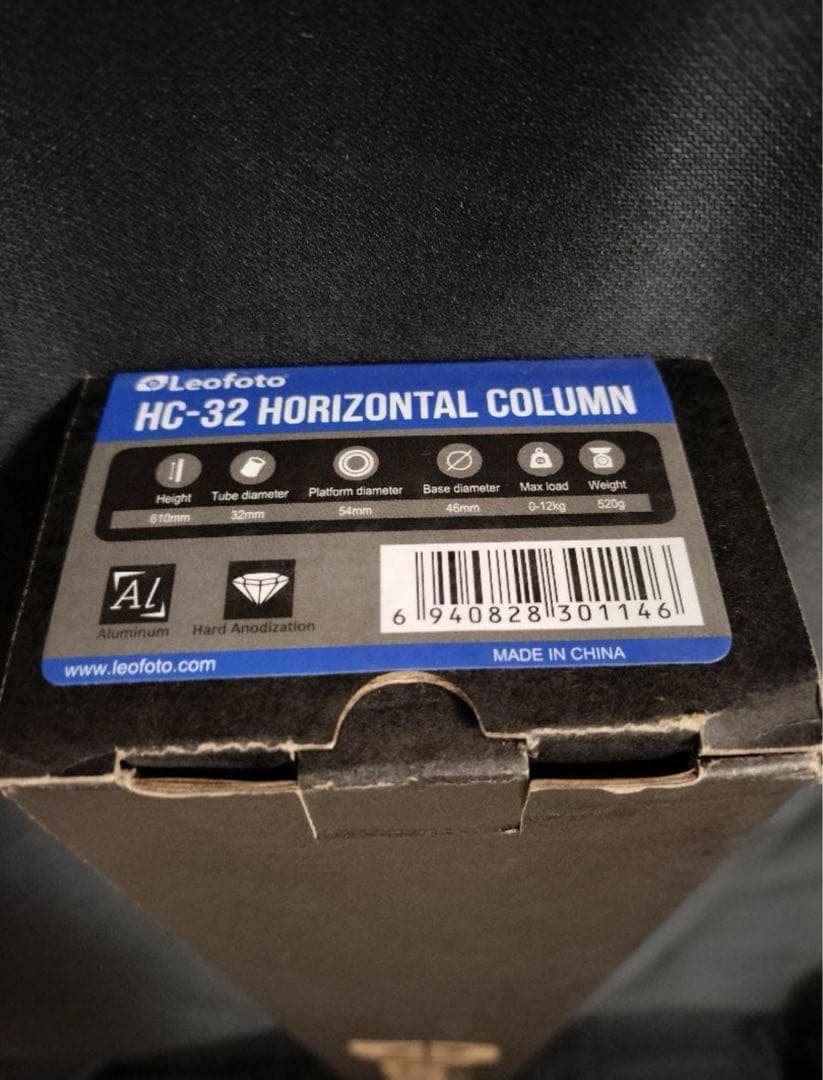 Leofoto
HC-32 HORIZONTAL COLUMN
Height Tube diameter Platform diameter Base diameter Max load Weight
610mm 32mm 54mm 46mm 0-12kg 520g
AL
Aluminum Hard Anodization
6 940828 301146
www.leofoto.com MADE IN CHINA